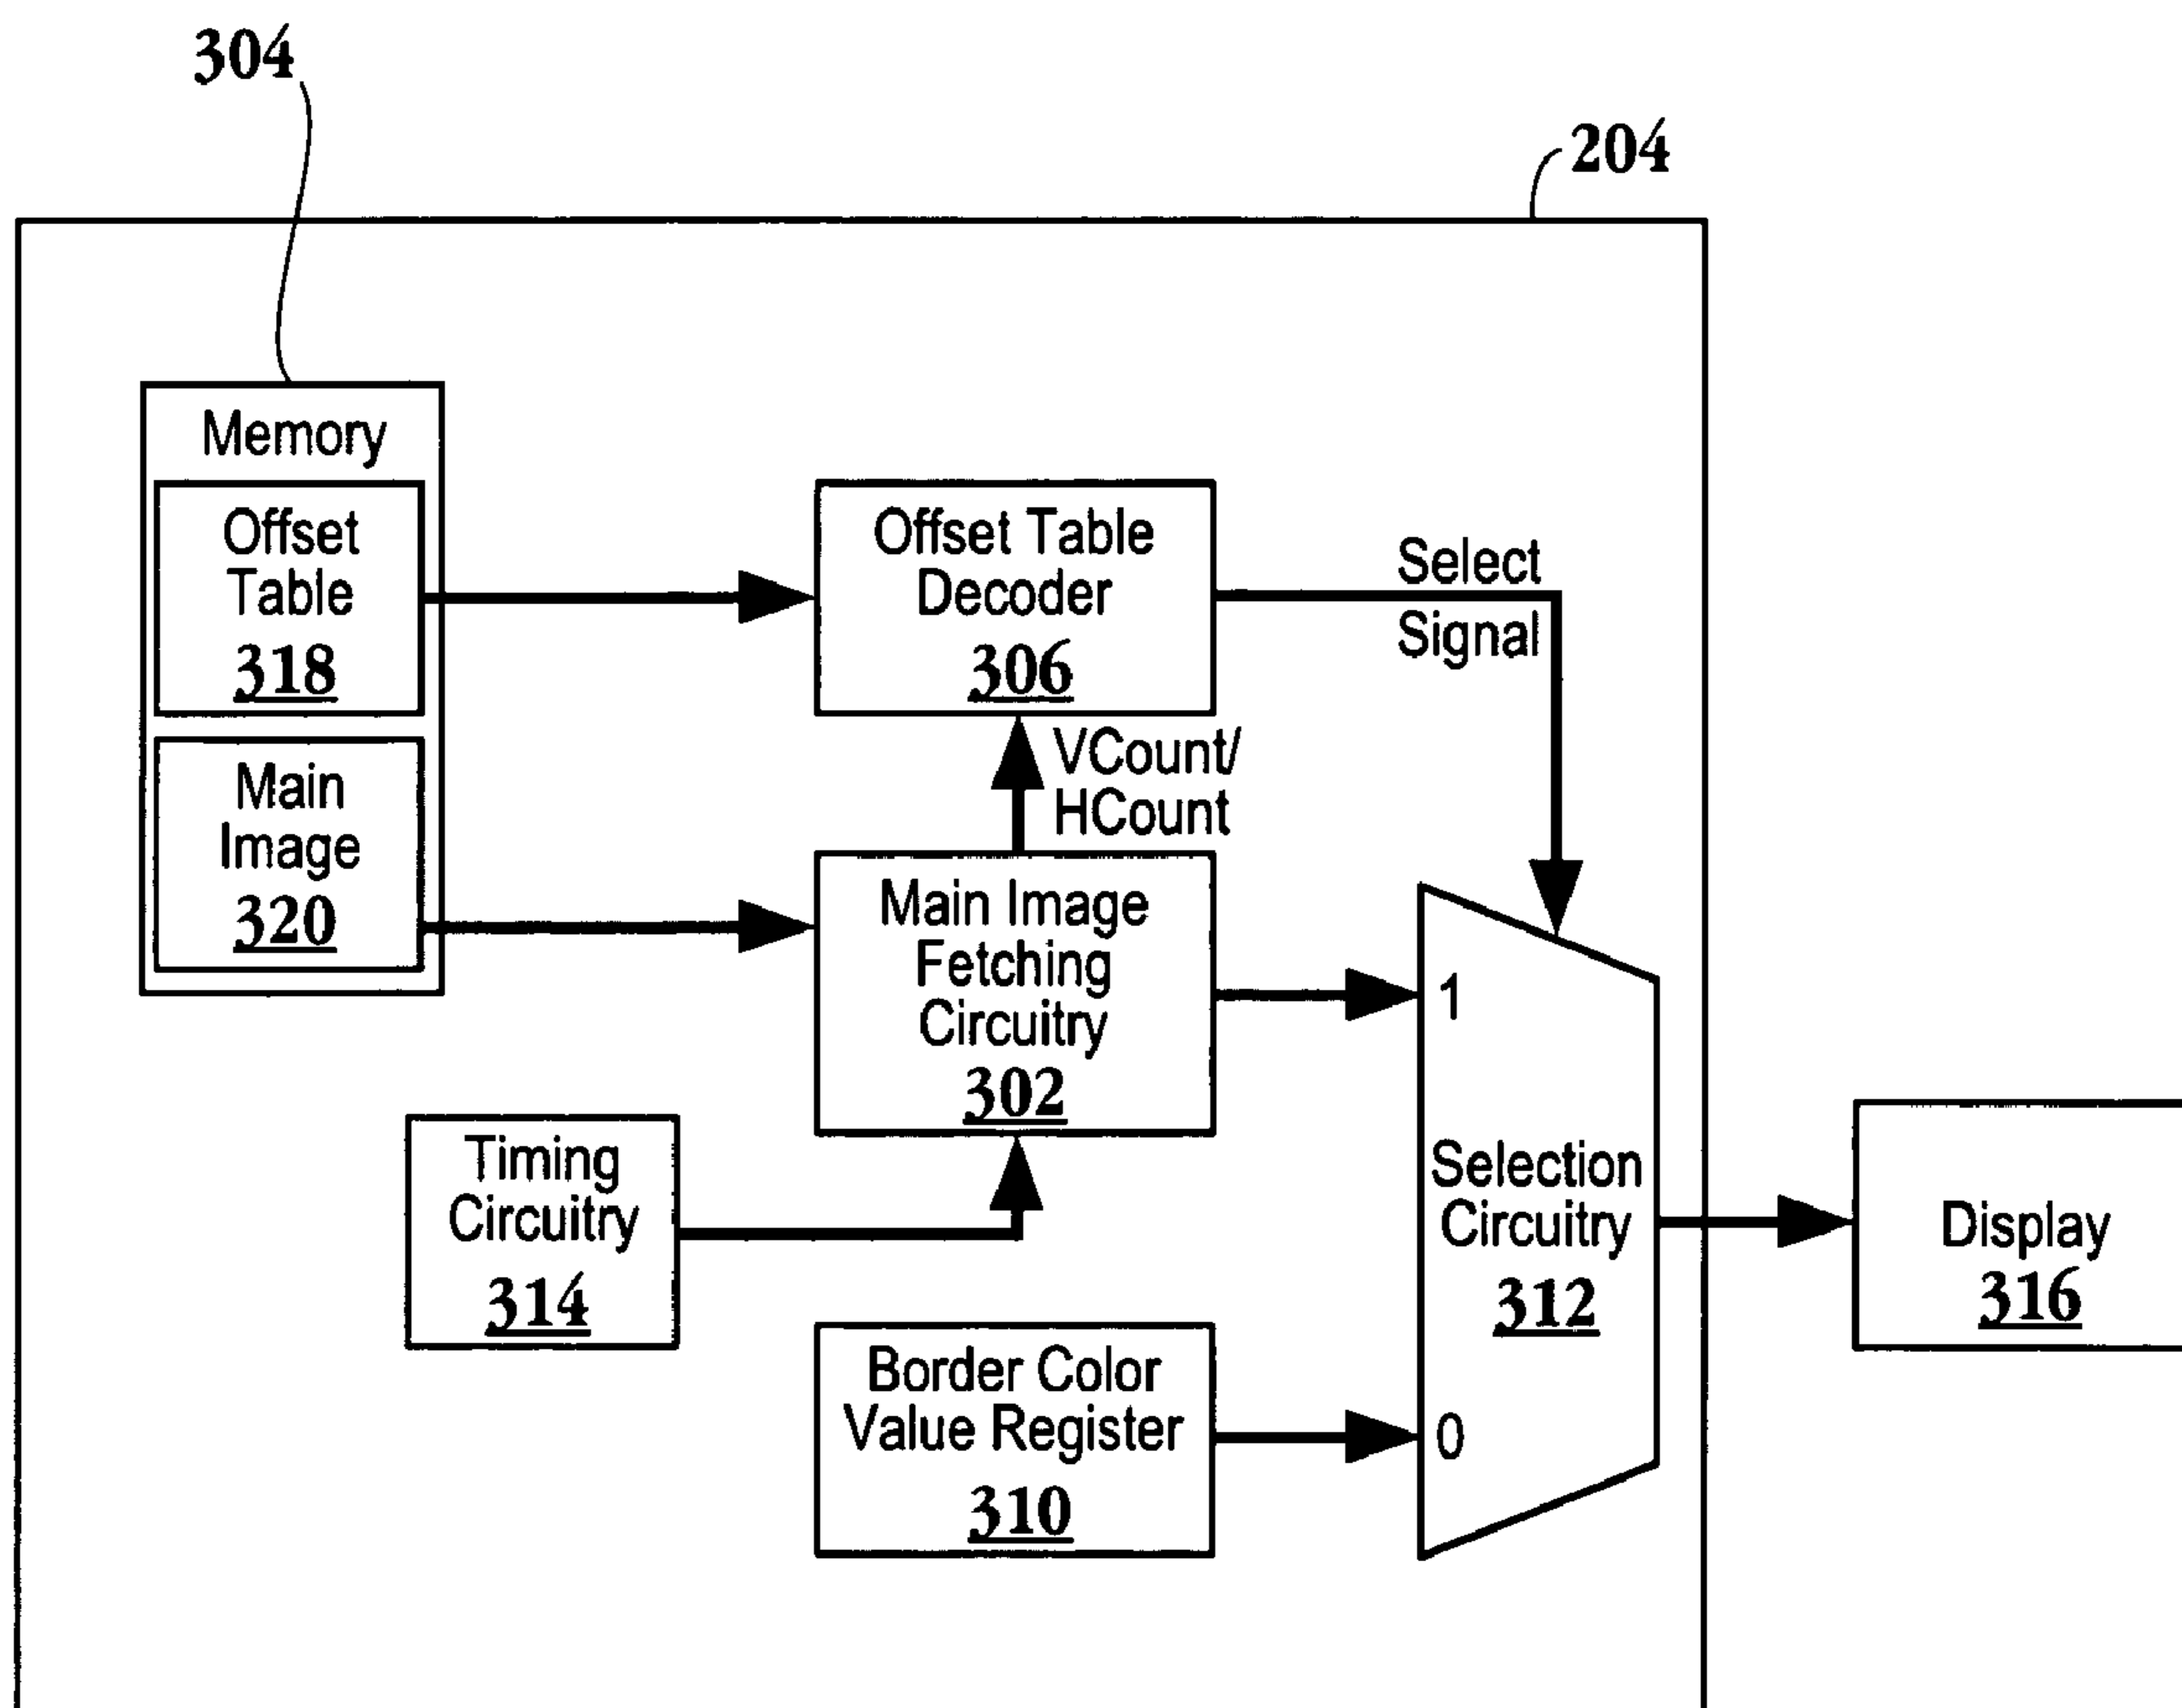 304
204
Memory
Offset
Table
318
Offset Table
Decoder
306
Select
Signal
VCount/
HCount
Main
Image
320
Main Image
Fetching
Circuitry
302
1
Timing
Circuitry
314
Selection
Circuitry
312
Display
316
Border Color
Value Register
310
0